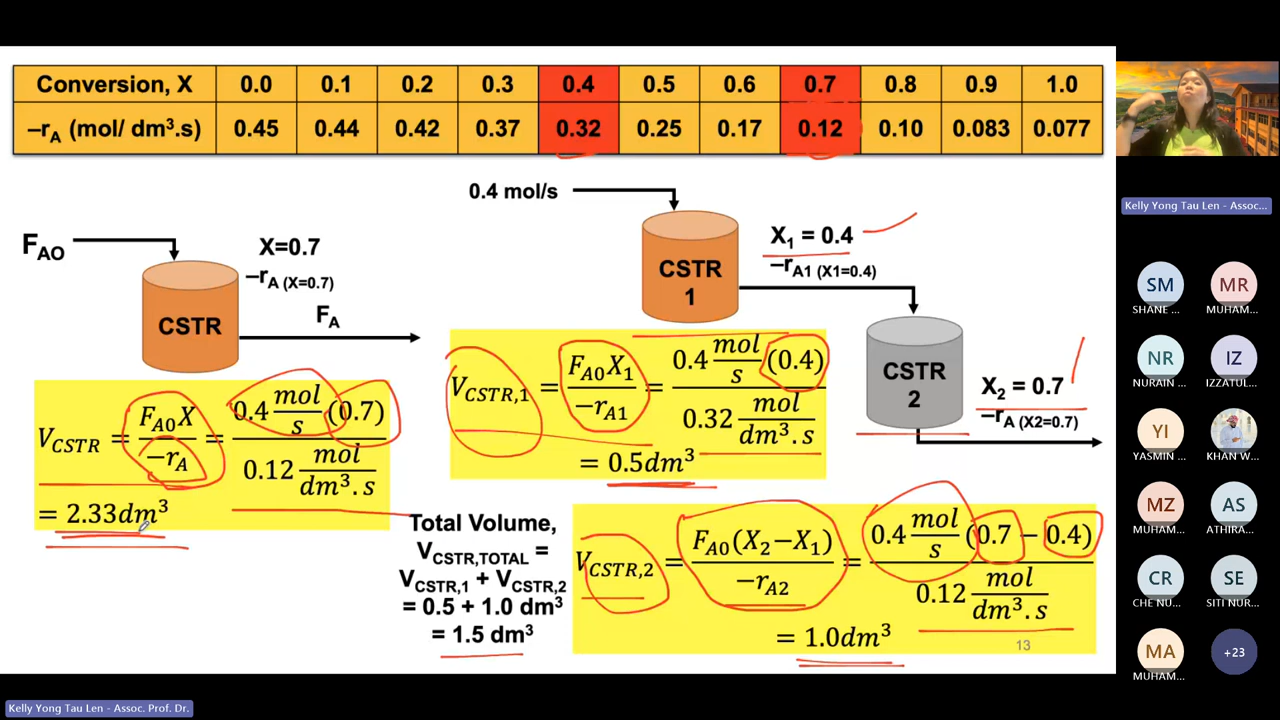 Conversion, X 0.0 0.1 0.2 0.3 0.4 0.5 0.6 0.7 0.8 0.9 1.0
–rA (mol/ dm³.s) 0.45 0.44 0.42 0.37 0.32 0.25 0.17 0.12 0.10 0.083 0.077
FAO
X=0.7
–rA (X=0.7)
CSTR
FA
VCSTR = FA0X / –rA = 0.4 mol/s (0.7) / 0.12 mol/dm³.s
= 2.33dm³
0.4 mol/s
CSTR
1
X1 = 0.4
–rA1 (X1=0.4)
CSTR
2
X2 = 0.7
–rA (X2=0.7)
VCSTR,1 = FA0X1 / –rA1 = 0.4 mol/s (0.4) / 0.32 mol/dm³.s
= 0.5dm³
Total Volume,
VCSTR,TOTAL =
VCSTR,1 + VCSTR,2
= 0.5 + 1.0 dm³
= 1.5 dm³
VCSTR,2 = FA0(X2−X1) / –rA2 = 0.4 mol/s (0.7 − 0.4) / 0.12 mol/dm³.s
= 1.0dm³
13
Kelly Yong Tau Len - Assoc...
SM MR
SHANE ... MUHAM...
NR IZ
NURAIN ... IZZATUL...
YI
YASMIN ... KHAN W...
MZ AS
MUHAM... ATHIRA...
CR SE
CHE NU... SITI NUR...
MA +23
MUHAM...
Kelly Yong Tau Len - Assoc. Prof. Dr.